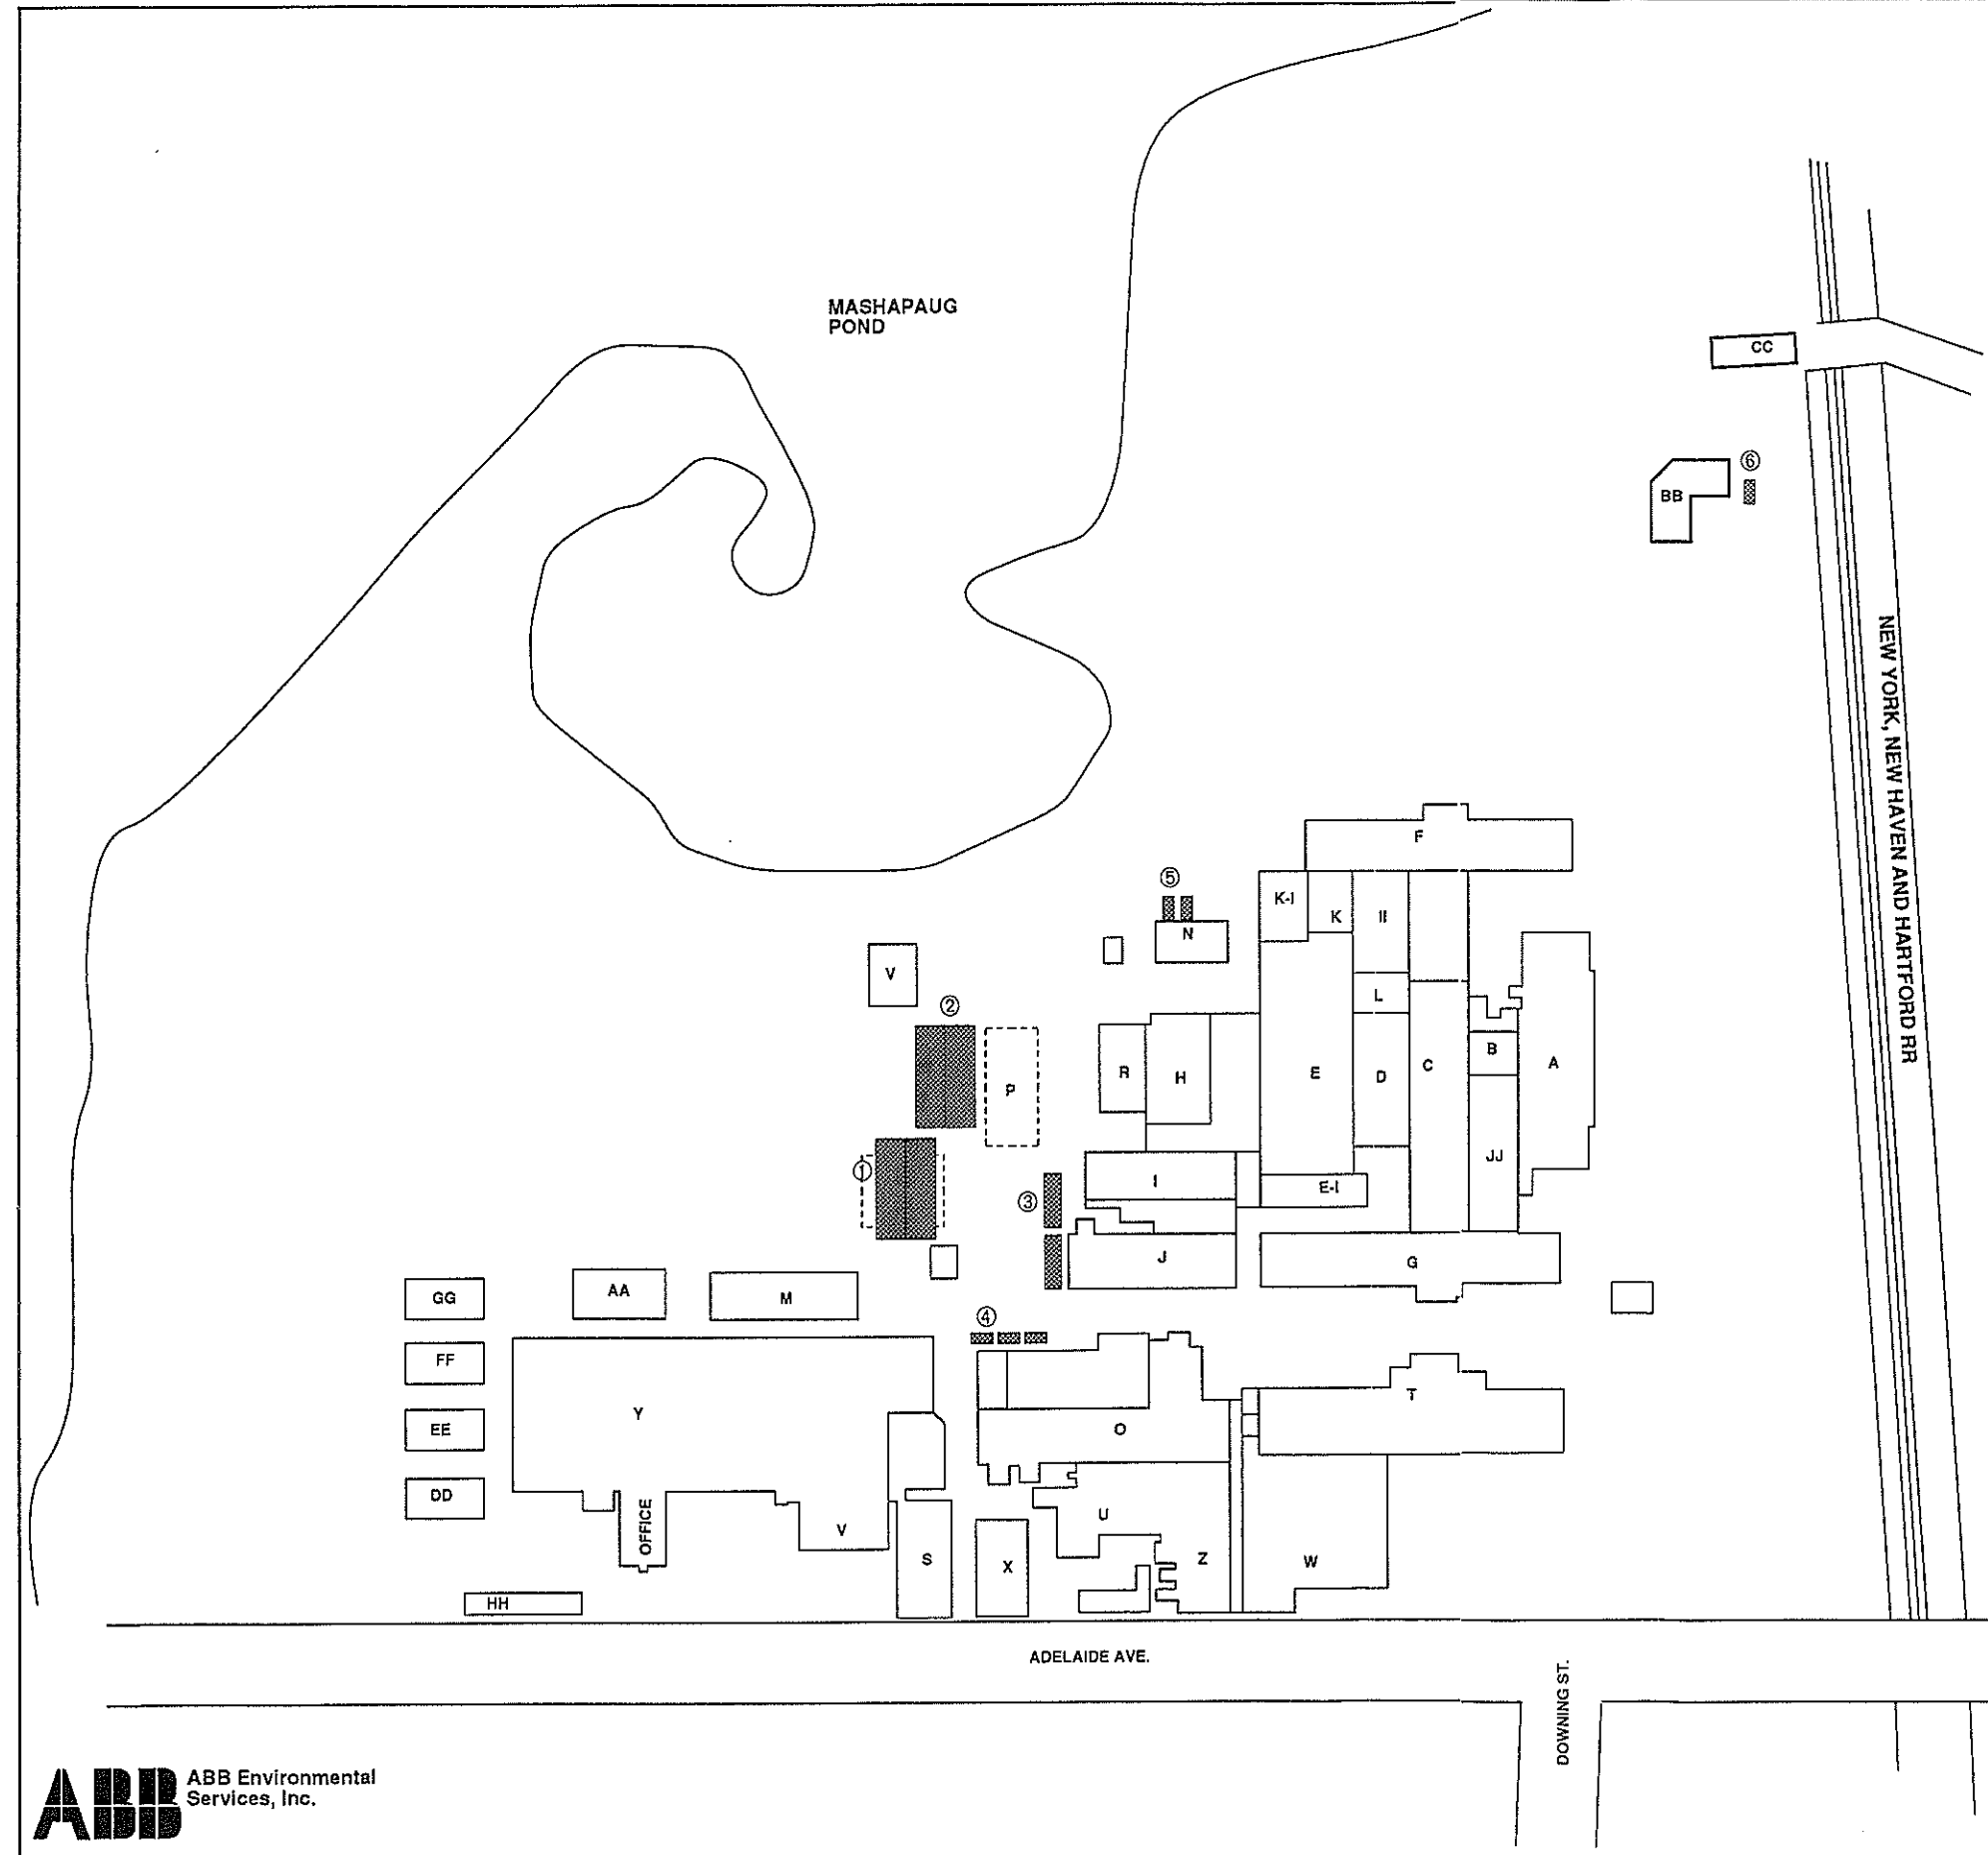 MASHAPAUG
POND
CC
⑥
BB
NEW YORK, NEW HAVEN AND HARTFORD RR
F
⑤
K-I
K
II
N
V
L
②
B
A
C
R
H
E
D
P
JJ
①
I
E-I
③
J
G
GG
AA
M
④
FF
T
Y
O
EE
DD
OFFICE
U
V
S
X
Z
W
HH
ADELAIDE AVE.
DOWNING ST.
ABB
ABB Environmental
Services, Inc.